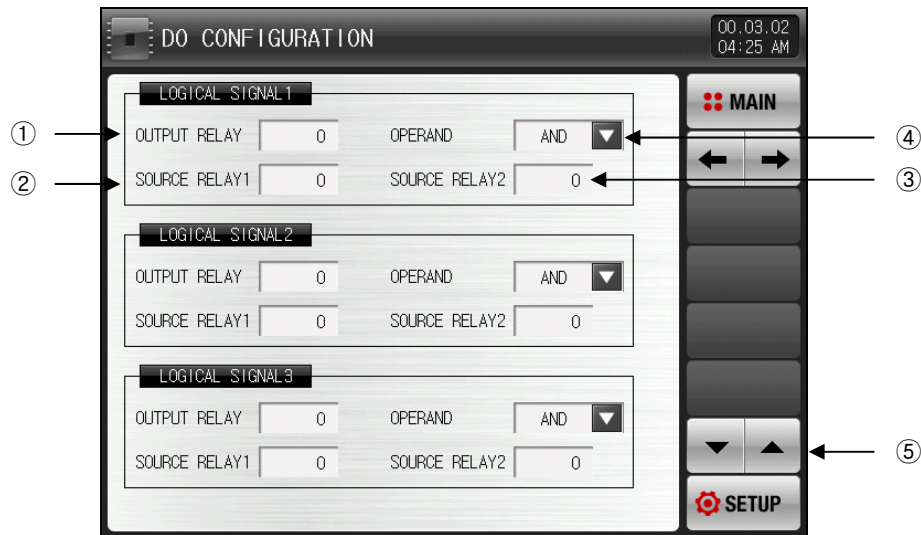 DO CONFIGURATION
00.03.02
04:25 AM
LOGICAL SIGNAL1
MAIN
① OUTPUT RELAY 0 OPERAND AND ④
② SOURCE RELAY1 0 SOURCE RELAY2 0 ③
LOGICAL SIGNAL2
OUTPUT RELAY 0 OPERAND AND
SOURCE RELAY1 0 SOURCE RELAY2 0
LOGICAL SIGNAL3
OUTPUT RELAY 0 OPERAND AND
SOURCE RELAY1 0 SOURCE RELAY2 0
⑤
SETUP